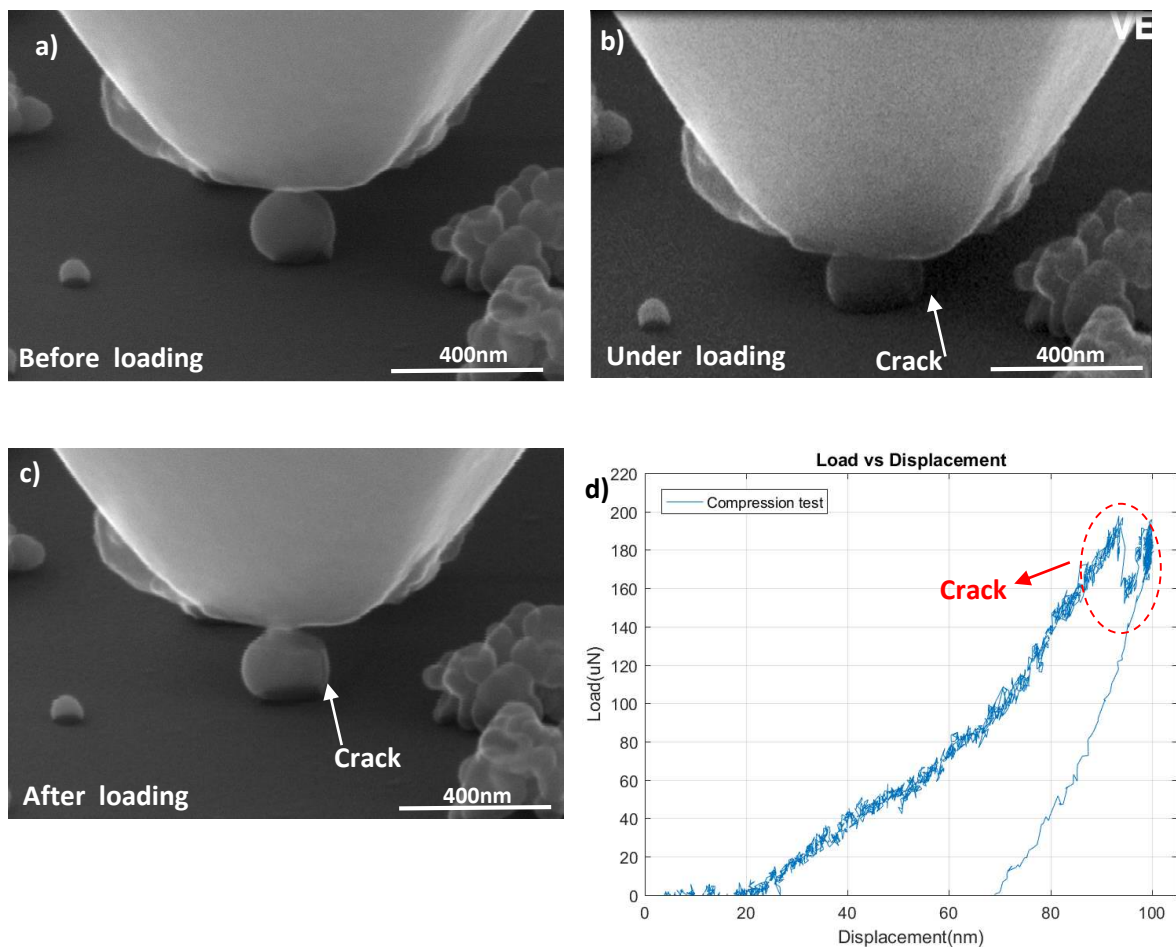 a)
Before loading
400nm
b)
VE
Under loading
Crack
400nm
c)
Crack
After loading
400nm
d)
Load vs Displacement
Compression test
Crack
220
200
180
160
140
120
100
80
60
40
20
0
Load(uN)
0 20 40 60 80 100
Displacement(nm)